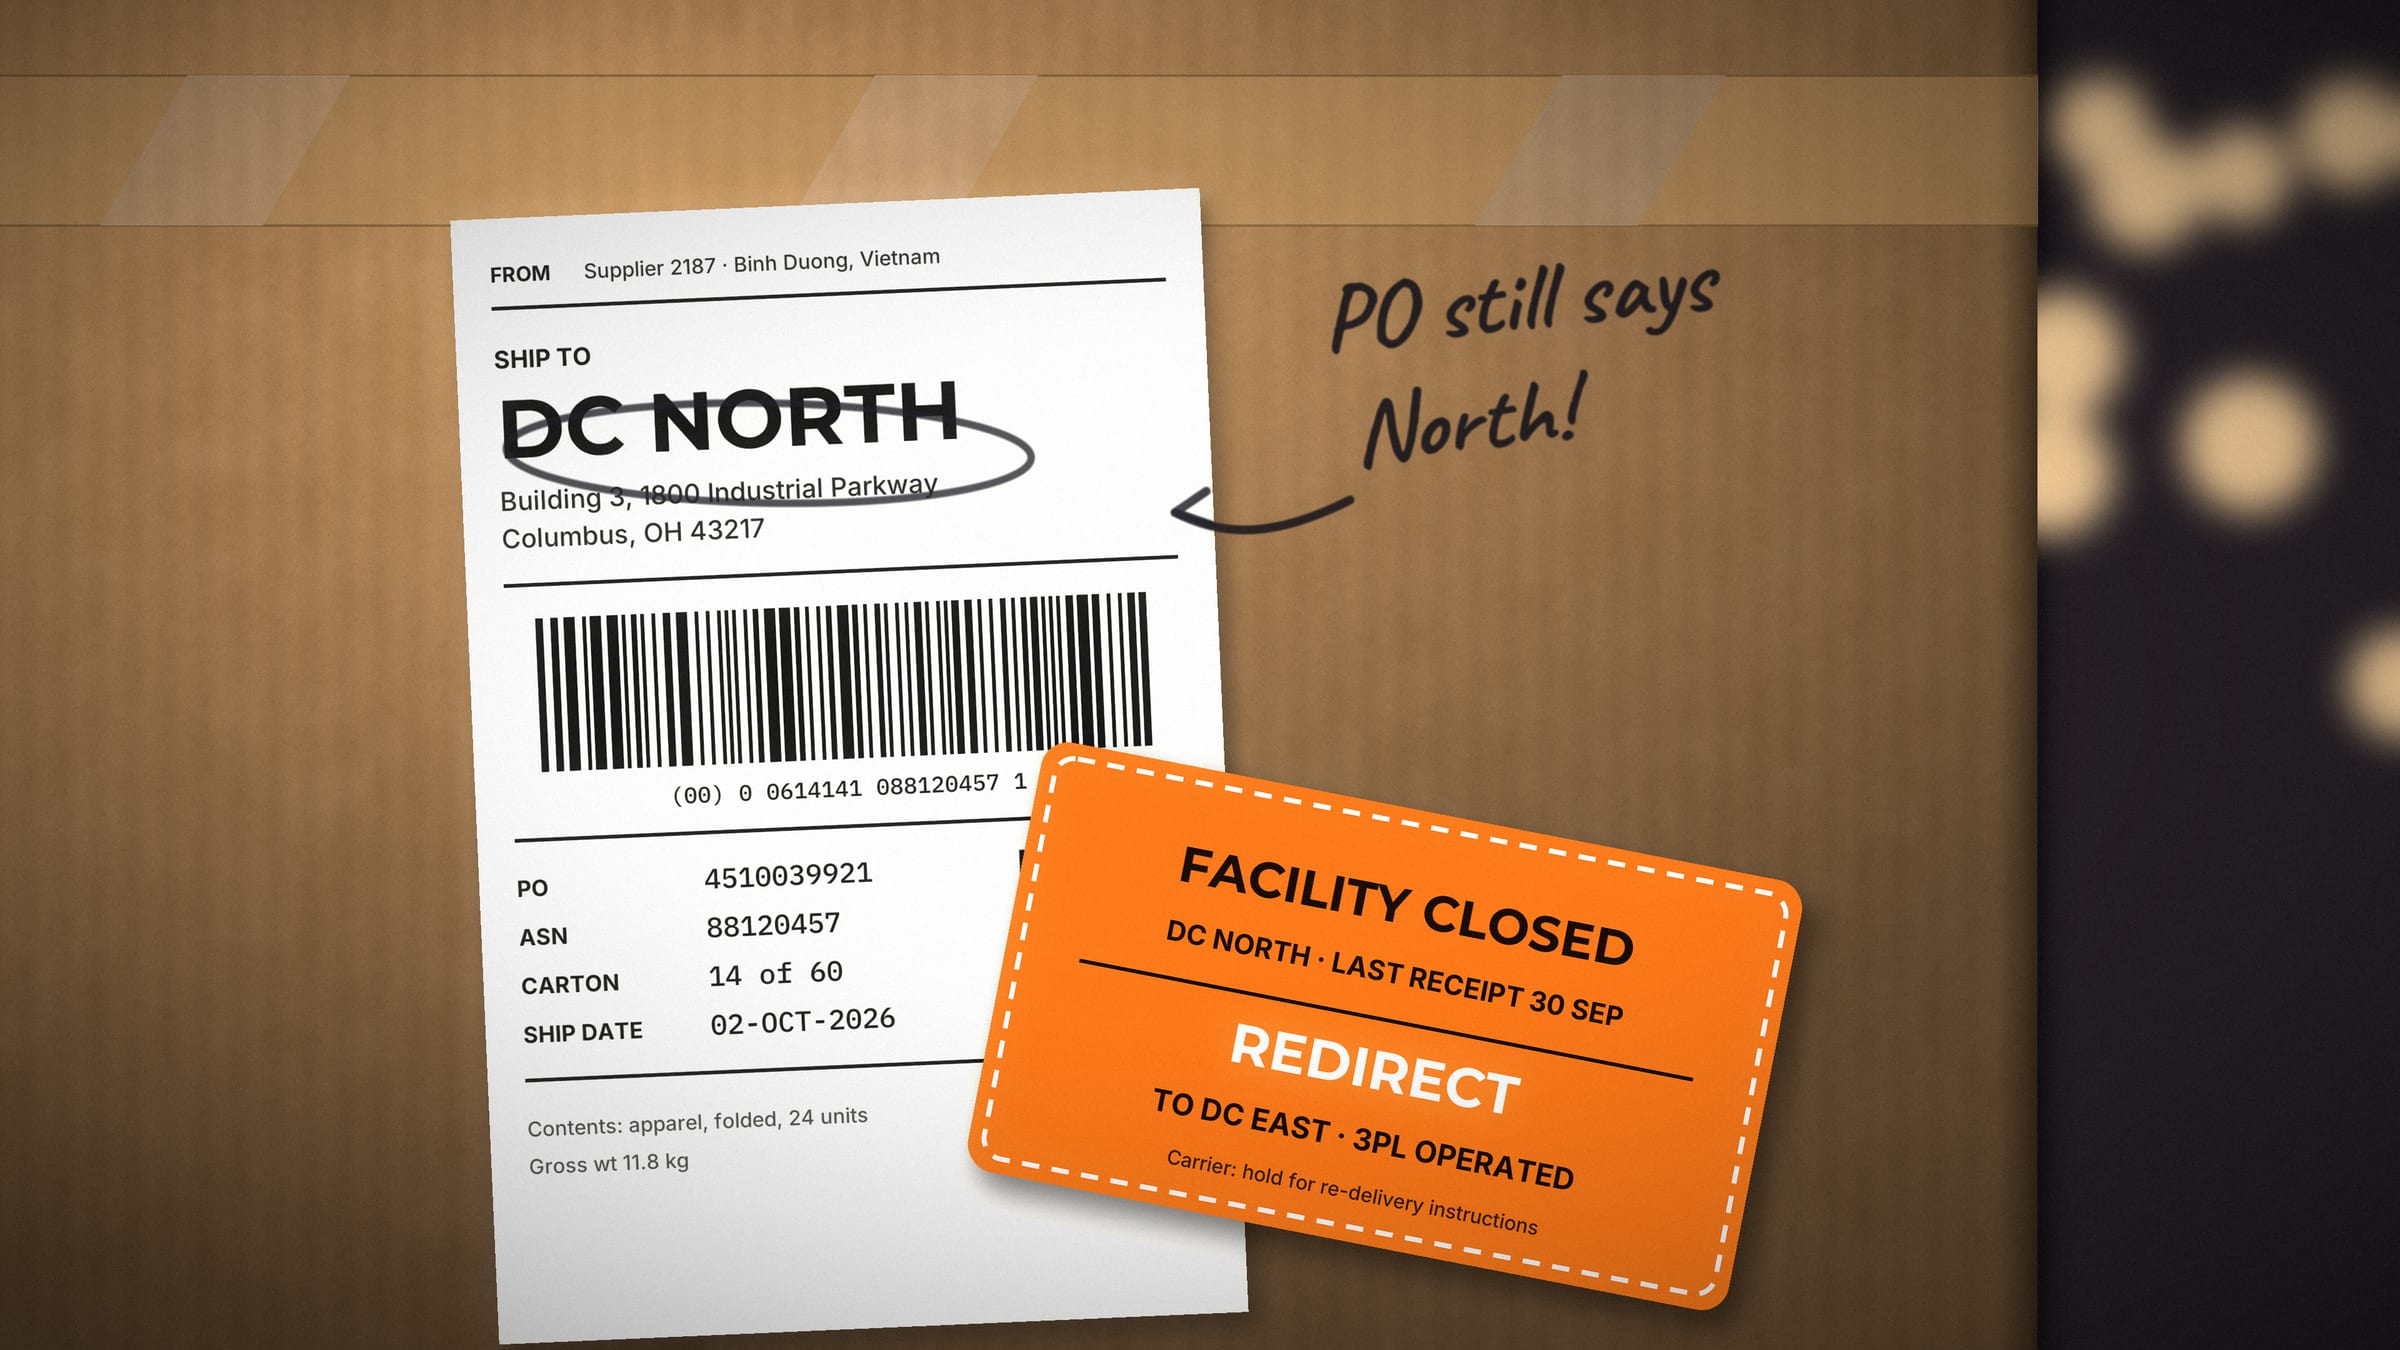 FROM Supplier 2187 · Binh Duong, Vietnam
SHIP TO
DC NORTH
Building 3, 1800 Industrial Parkway
Columbus, OH 43217
(00) 0 0614141 088120457 1
PO 4510039921
ASN 88120457
CARTON 14 of 60
SHIP DATE 02-OCT-2026
Contents: apparel, folded, 24 units
Gross wt 11.8 kg
PO still says
North!
FACILITY CLOSED
DC NORTH · LAST RECEIPT 30 SEP
REDIRECT
TO DC EAST · 3PL OPERATED
Carrier: hold for re-delivery instructions